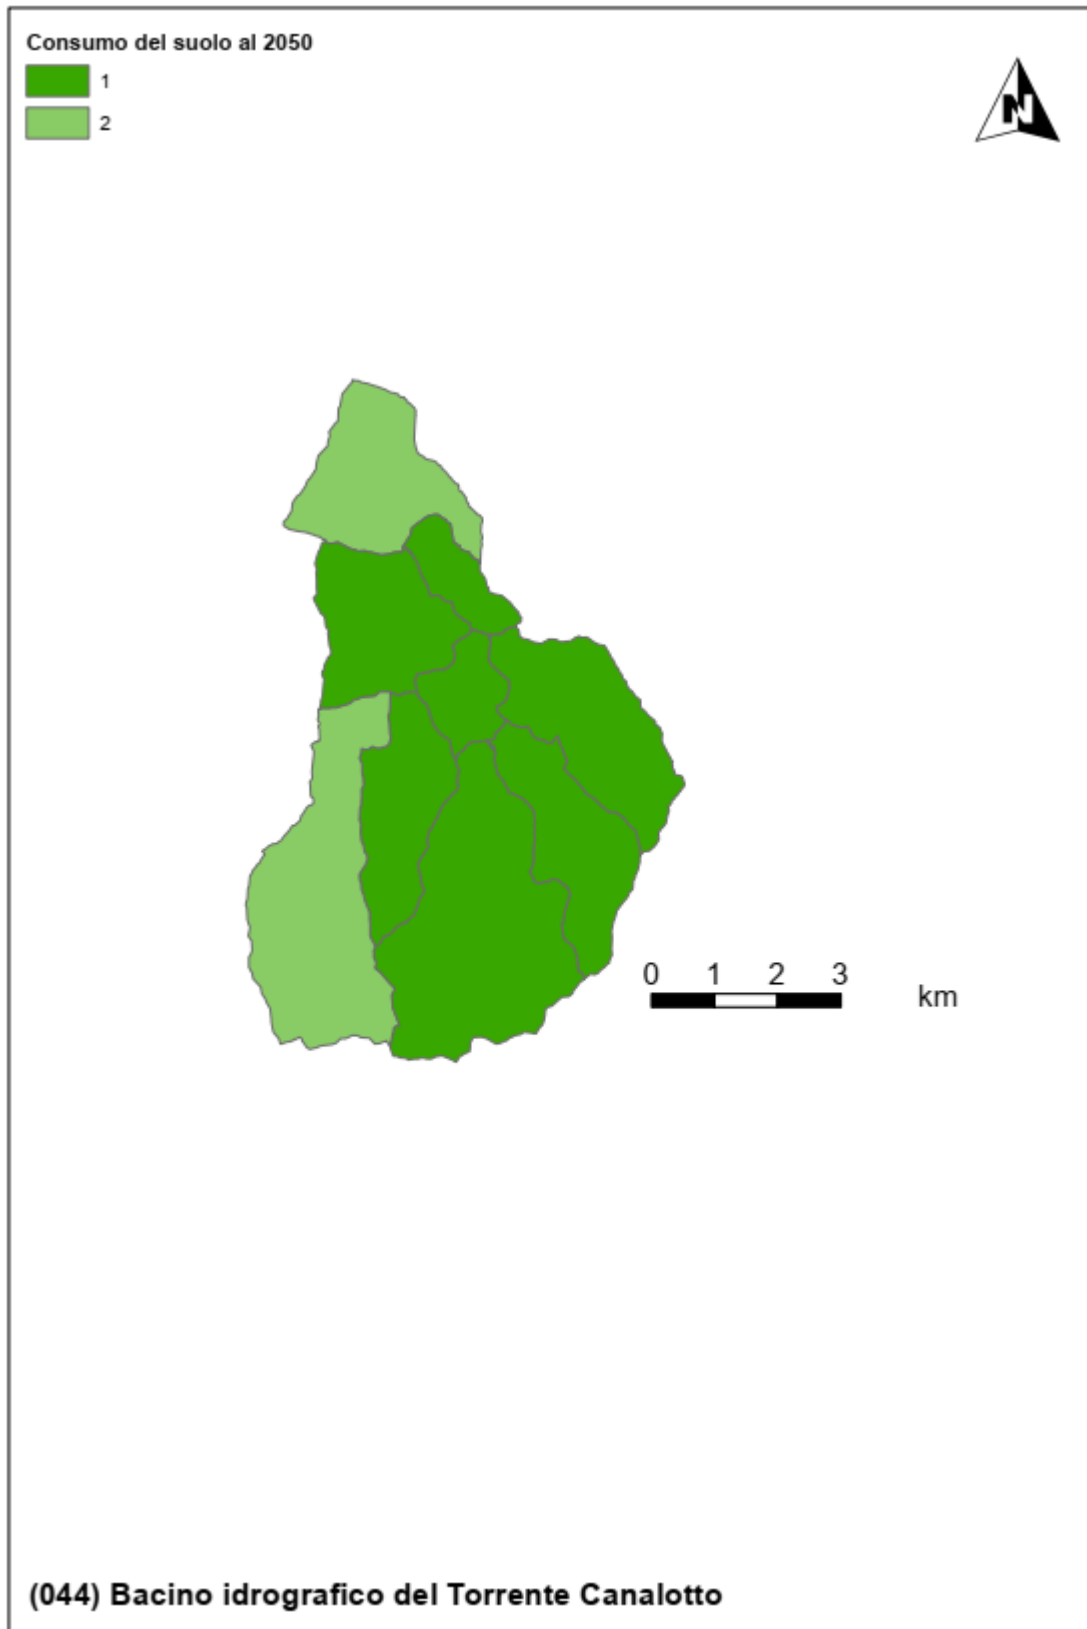 Consumo del suolo al 2050
1
2
N
0 1 2 3
km
(044) Bacino idrografico del Torrente Canalotto